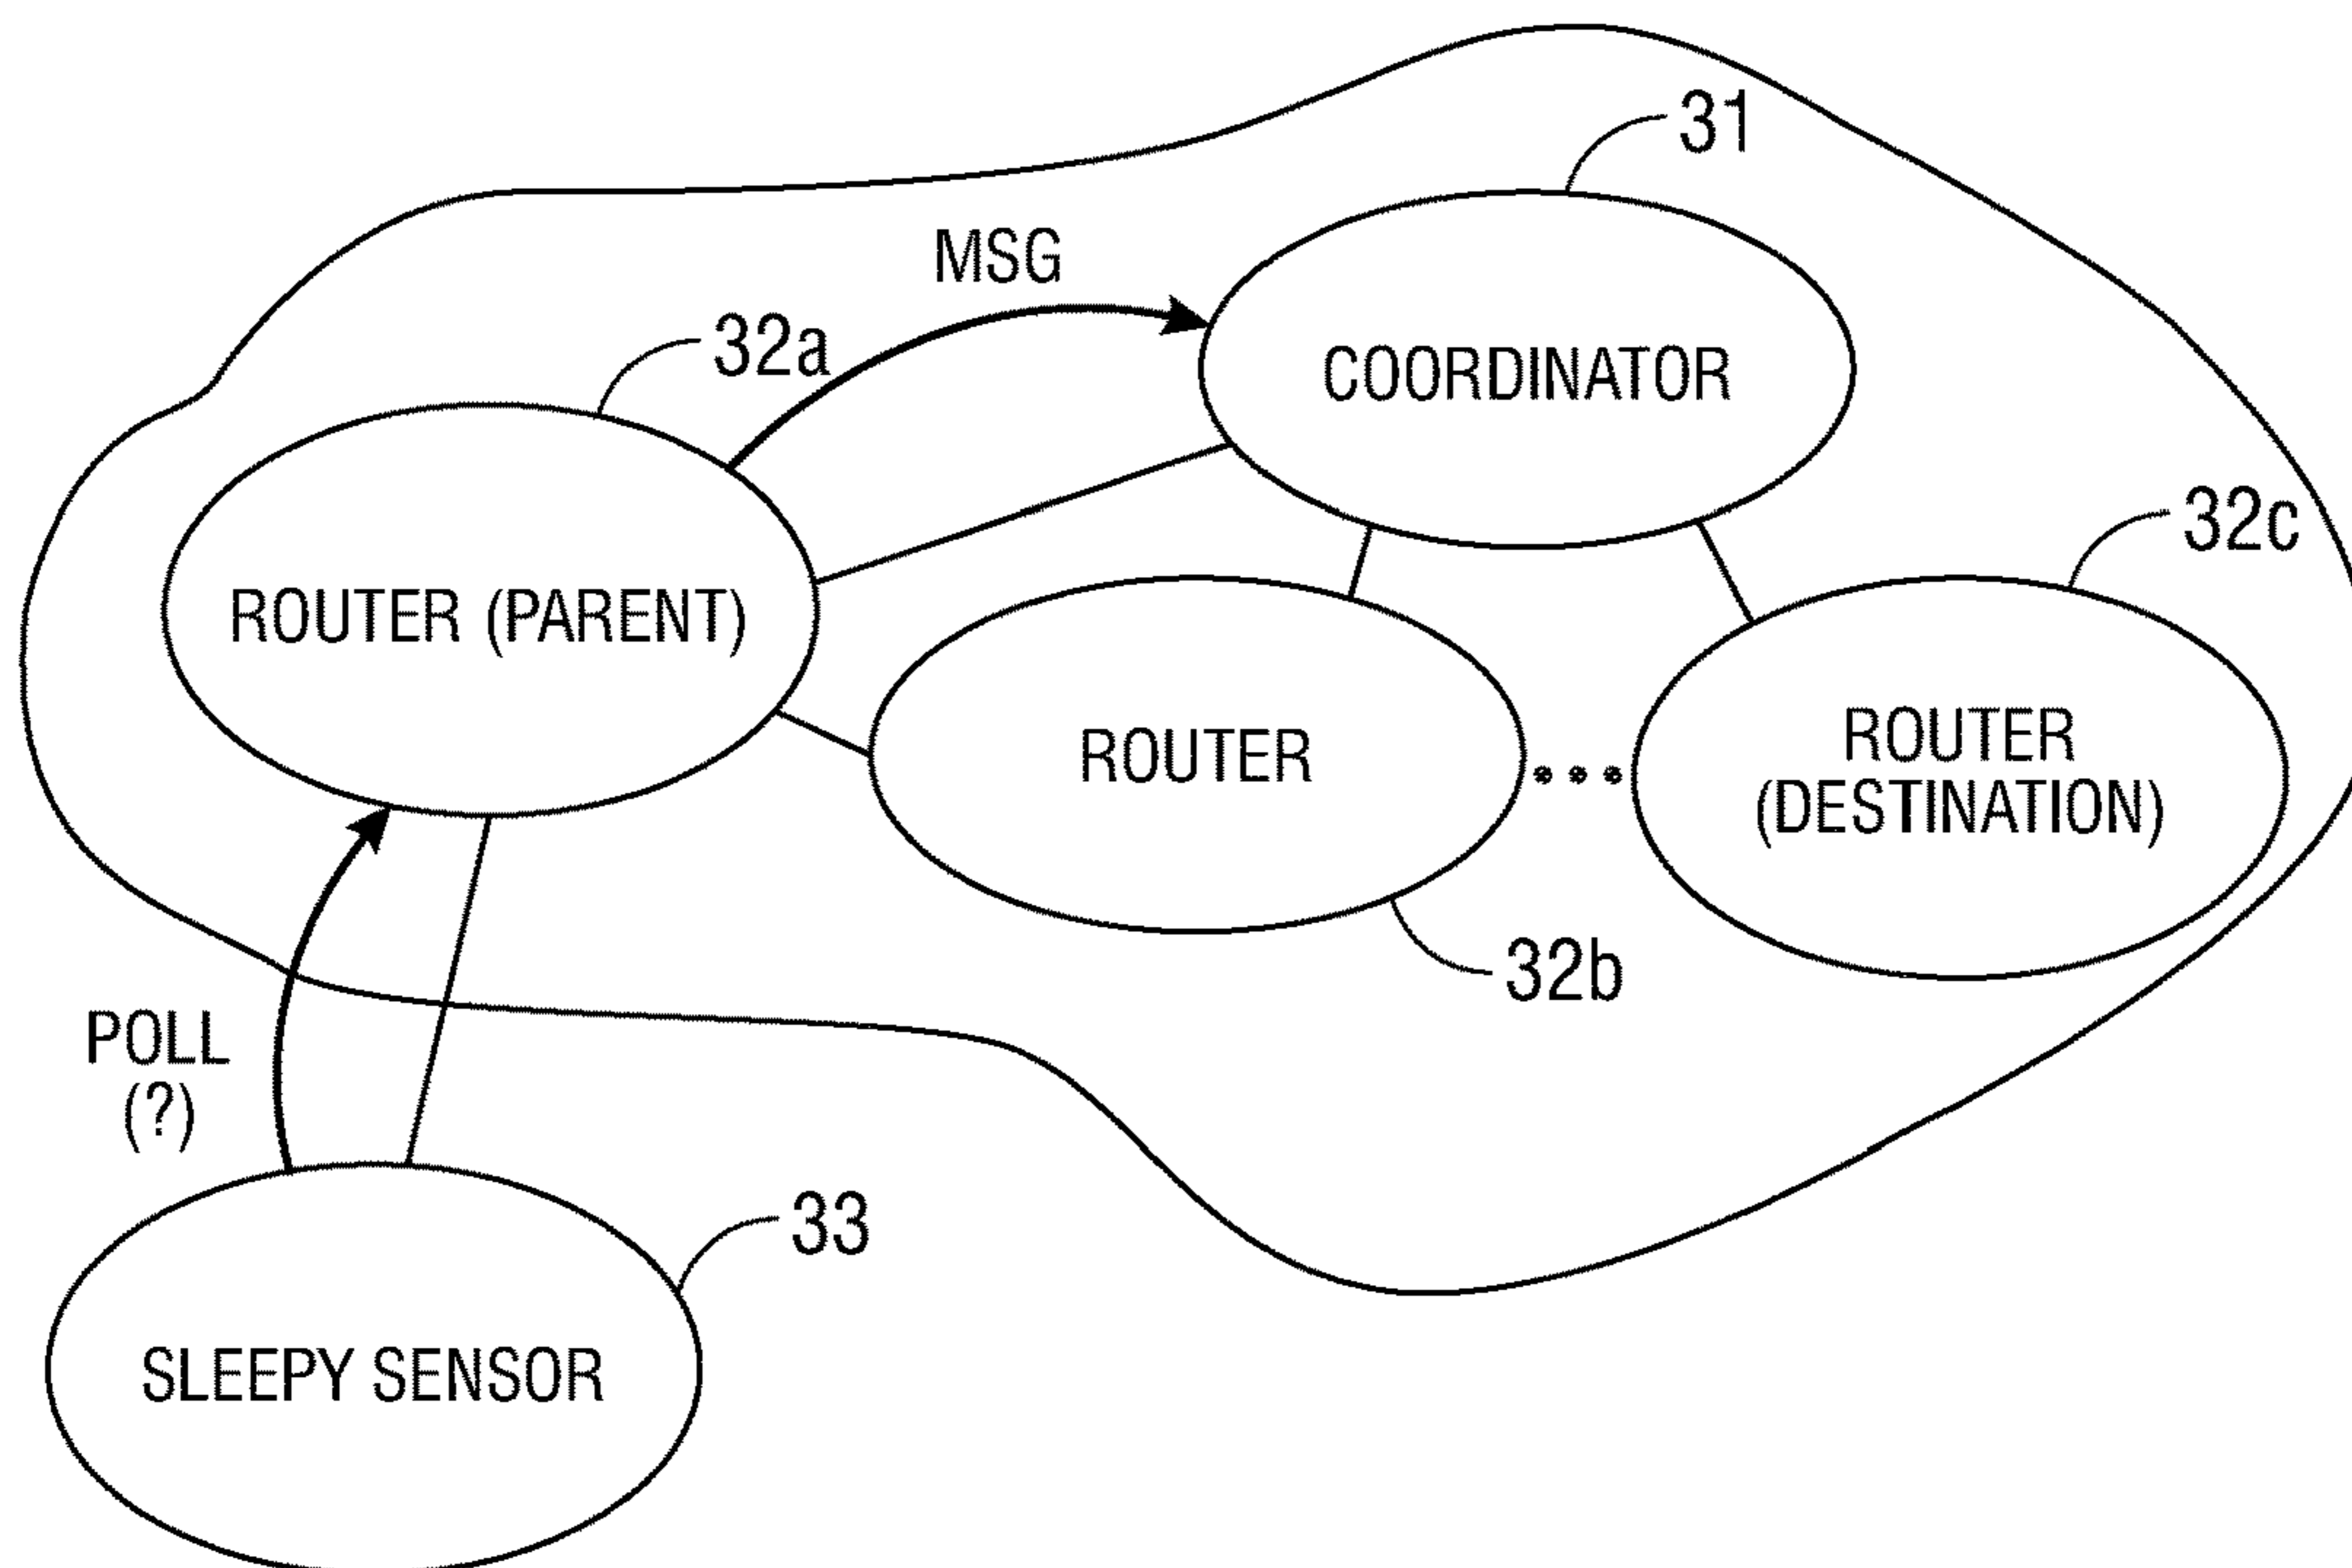 31
MSG
32a
COORDINATOR
32c
ROUTER (PARENT)
ROUTER
ROUTER
(DESTINATION)
32b
POLL
(?)
33
SLEEPY SENSOR